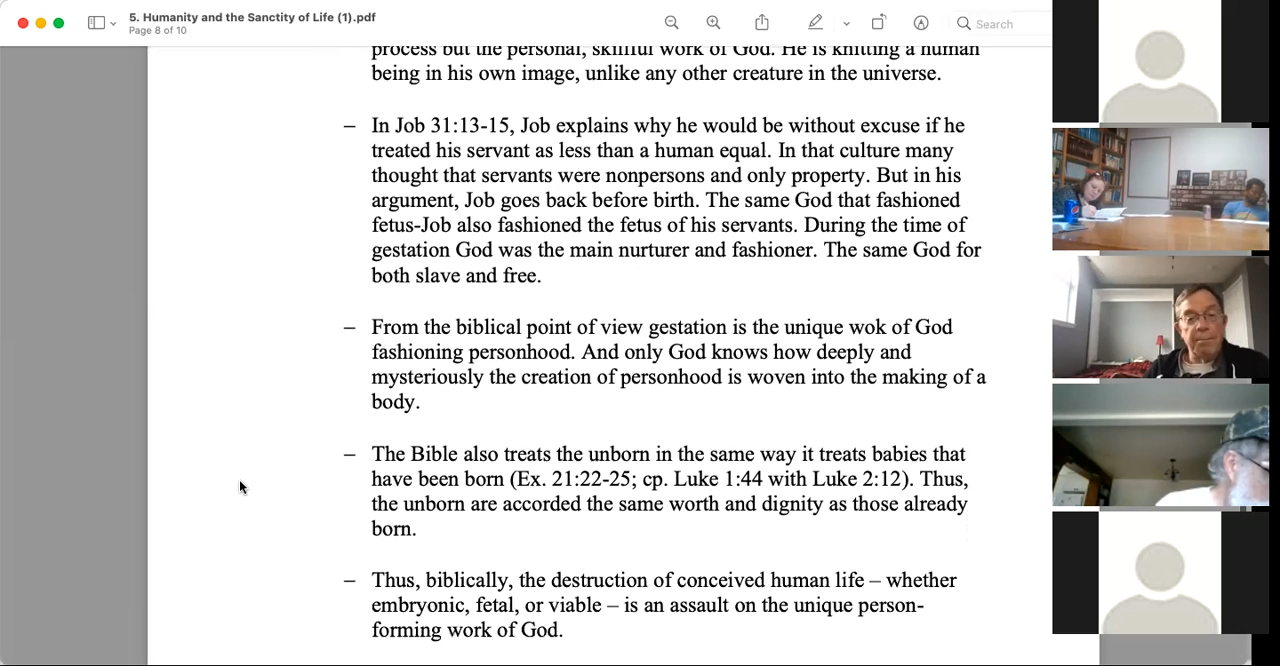 5. Humanity and the Sanctity of Life (1).pdf
Page 8 of 10
Search
process but the personal, skillful work of God. He is knitting a human
being in his own image, unlike any other creature in the universe.
– In Job 31:13-15, Job explains why he would be without excuse if he
treated his servant as less than a human equal. In that culture many
thought that servants were nonpersons and only property. But in his
argument, Job goes back before birth. The same God that fashioned
fetus-Job also fashioned the fetus of his servants. During the time of
gestation God was the main nurturer and fashioner. The same God for
both slave and free.
– From the biblical point of view gestation is the unique wok of God
fashioning personhood. And only God knows how deeply and
mysteriously the creation of personhood is woven into the making of a
body.
– The Bible also treats the unborn in the same way it treats babies that
have been born (Ex. 21:22-25; cp. Luke 1:44 with Luke 2:12). Thus,
the unborn are accorded the same worth and dignity as those already
born.
– Thus, biblically, the destruction of conceived human life – whether
embryonic, fetal, or viable – is an assault on the unique person-
forming work of God.